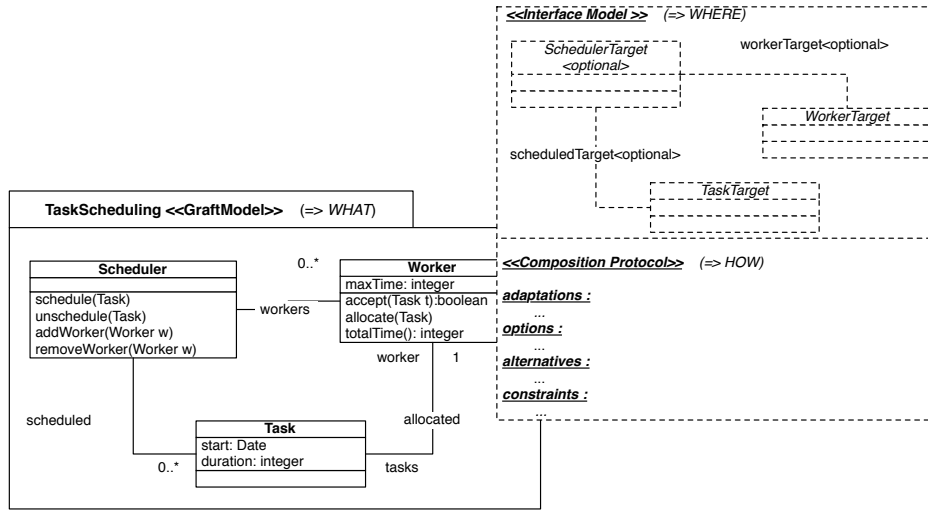 <<Interface Model >> (=> WHERE)
SchedulerTarget
<optional>
workerTarget<optional>
WorkerTarget
scheduledTarget<optional>
TaskTarget
TaskScheduling <<GraftModel>> (=> WHAT)
Scheduler
schedule(Task)
unschedule(Task)
addWorker(Worker w)
removeWorker(Worker w)
0..*
workers
Worker
maxTime: integer
accept(Task t):boolean
allocate(Task)
totalTime(): integer
worker 1
scheduled
allocated
Task
start: Date
duration: integer
0..*
tasks
<<Composition Protocol>> (=> HOW)
adaptations :
...
options :
...
alternatives :
...
constraints :
...